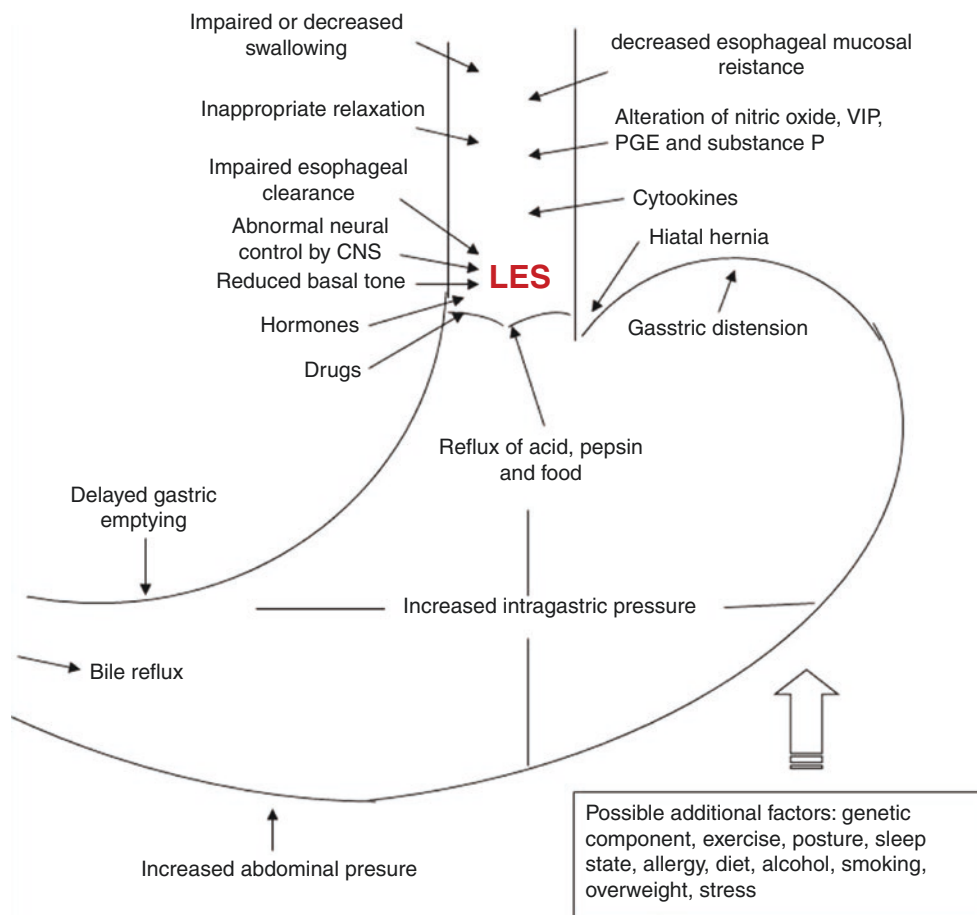 Impaired or decreased
swallowing
decreased esophageal mucosal
reistance
Inappropriate relaxation
Alteration of nitric oxide, VIP,
PGE and substance P
Impaired esophageal
clearance
Cytookines
Abnormal neural
control by CNS
Hiatal hernia
Reduced basal tone
LES
Hormones
Gasstric distension
Drugs
Reflux of acid, pepsin
and food
Delayed gastric
emptying
Increased intragastric pressure
Bile reflux
Increased abdominal presure
Possible additional factors: genetic
component, exercise, posture, sleep
state, allergy, diet, alcohol, smoking,
overweight, stress